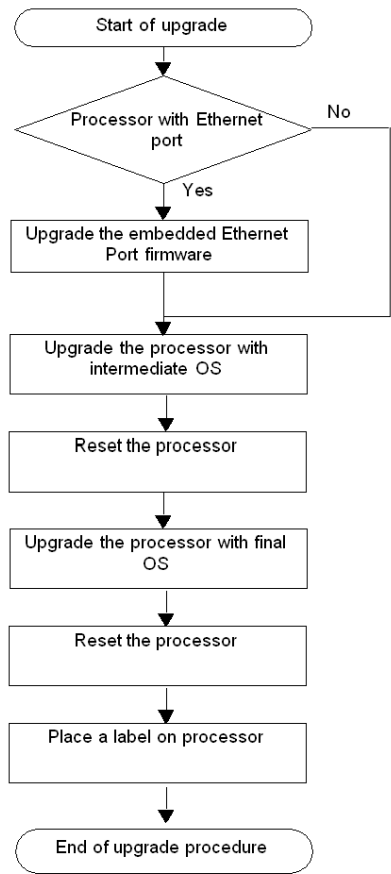 Start of upgrade
Processor with Ethernet
port
No
Yes
Upgrade the embedded Ethernet
Port firmware
Upgrade the processor with
intermediate OS
Reset the processor
Upgrade the processor with final
OS
Reset the processor
Place a label on processor
End of upgrade procedure